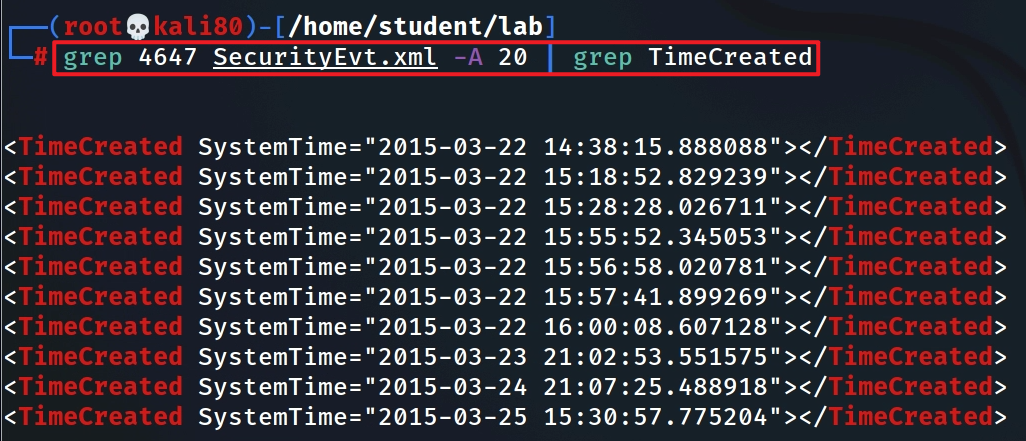 (root💀kali80)-[/home/student/lab]
# grep 4647 SecurityEvt.xml -A 20 | grep TimeCreated
<TimeCreated SystemTime="2015-03-22 14:38:15.888088"></TimeCreated>
<TimeCreated SystemTime="2015-03-22 15:18:52.829239"></TimeCreated>
<TimeCreated SystemTime="2015-03-22 15:28:28.026711"></TimeCreated>
<TimeCreated SystemTime="2015-03-22 15:55:52.345053"></TimeCreated>
<TimeCreated SystemTime="2015-03-22 15:56:58.020781"></TimeCreated>
<TimeCreated SystemTime="2015-03-22 15:57:41.899269"></TimeCreated>
<TimeCreated SystemTime="2015-03-22 16:00:08.607128"></TimeCreated>
<TimeCreated SystemTime="2015-03-23 21:02:53.551575"></TimeCreated>
<TimeCreated SystemTime="2015-03-24 21:07:25.488918"></TimeCreated>
<TimeCreated SystemTime="2015-03-25 15:30:57.775204"></TimeCreated>